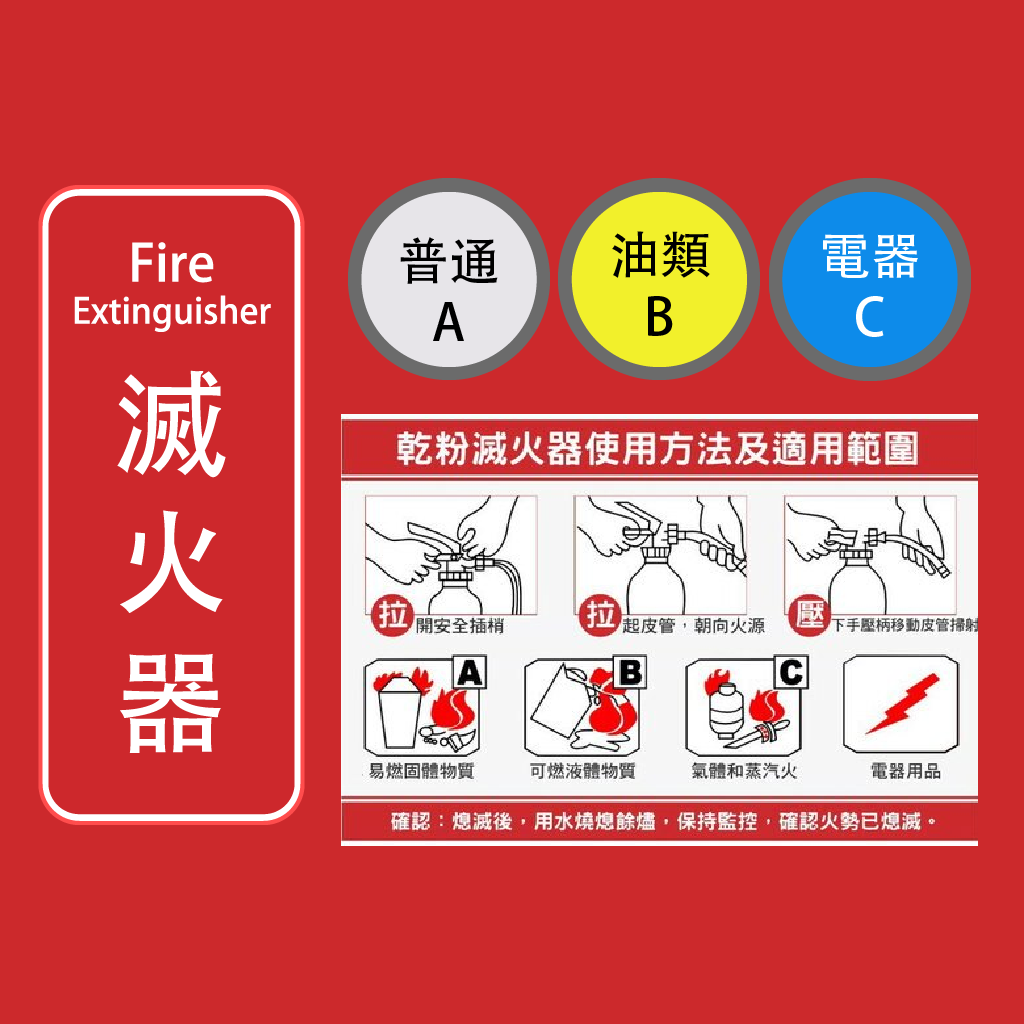 Fire
Extinguisher
滅
火
器
普通
A
油類
B
電器
C
乾粉滅火器使用方法及適用範圍
拉開安全插梢
拉起皮管，朝向火源
壓下手壓柄移動皮管掃射
A
易燃固體物質
B
可燃液體物質
C
氣體和蒸汽火
電器用品
確認：熄滅後，用水燒熄餘燼，保持監控，確認火勢已熄滅。